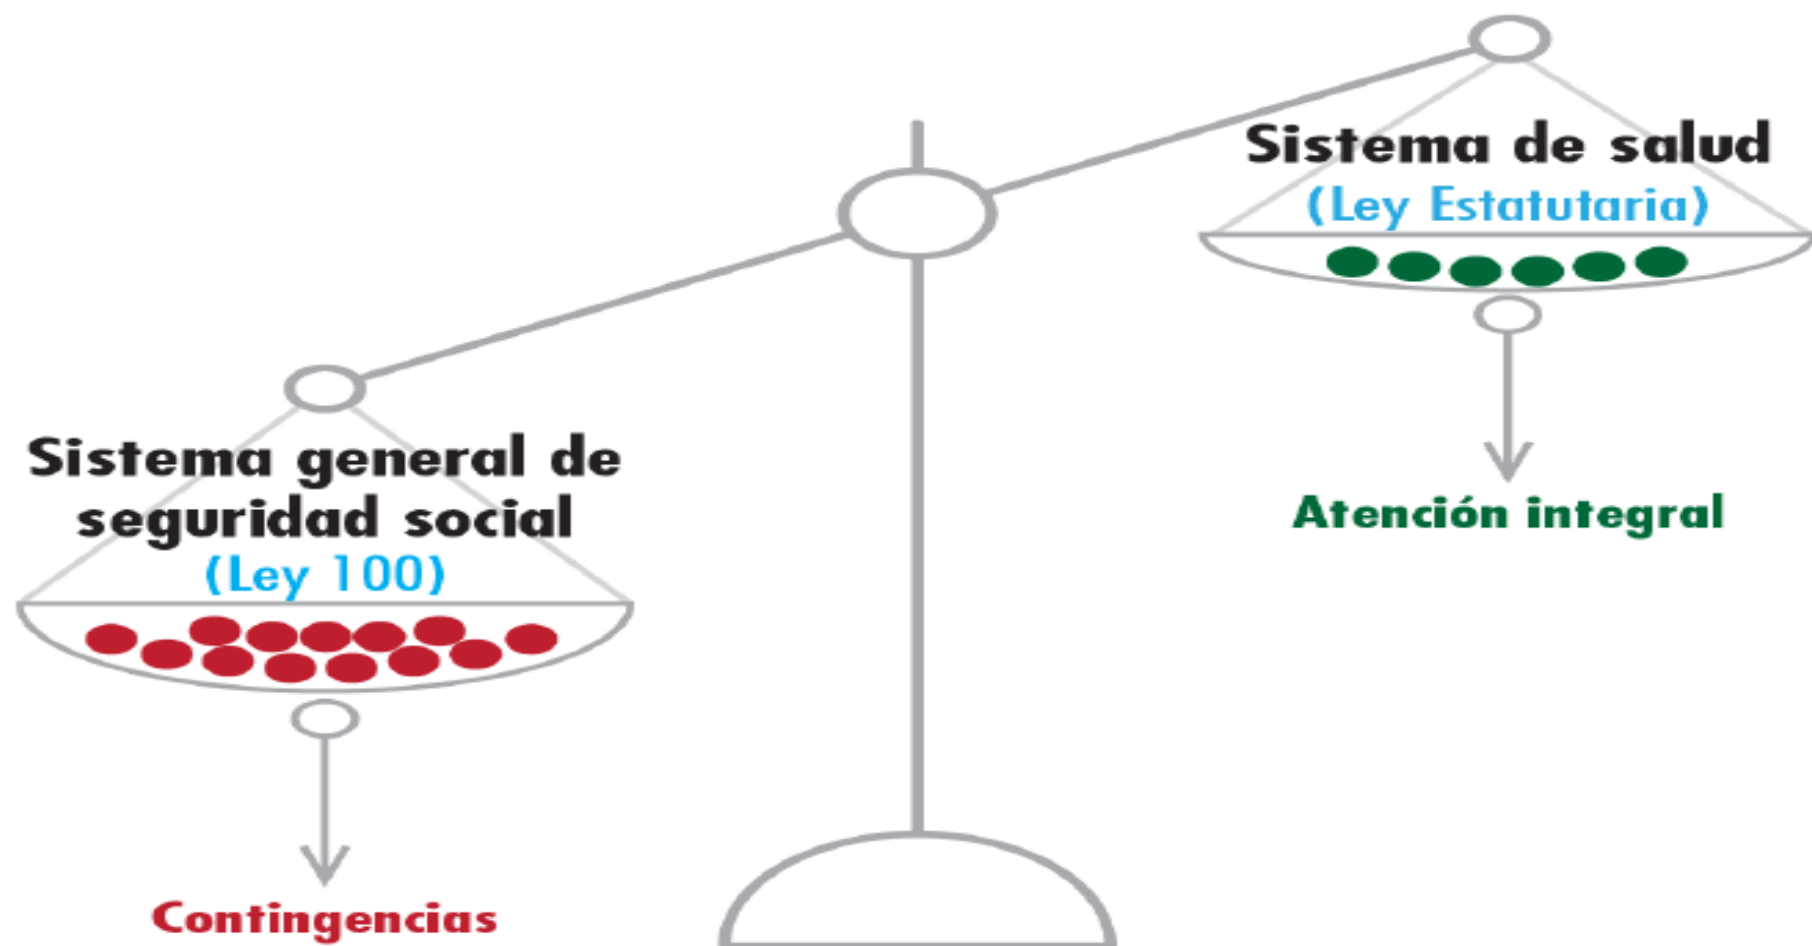 Sistema de salud
(Ley Estatutaria)
Atención integral
Sistema general de
seguridad social
(Ley 100)
Contingencias